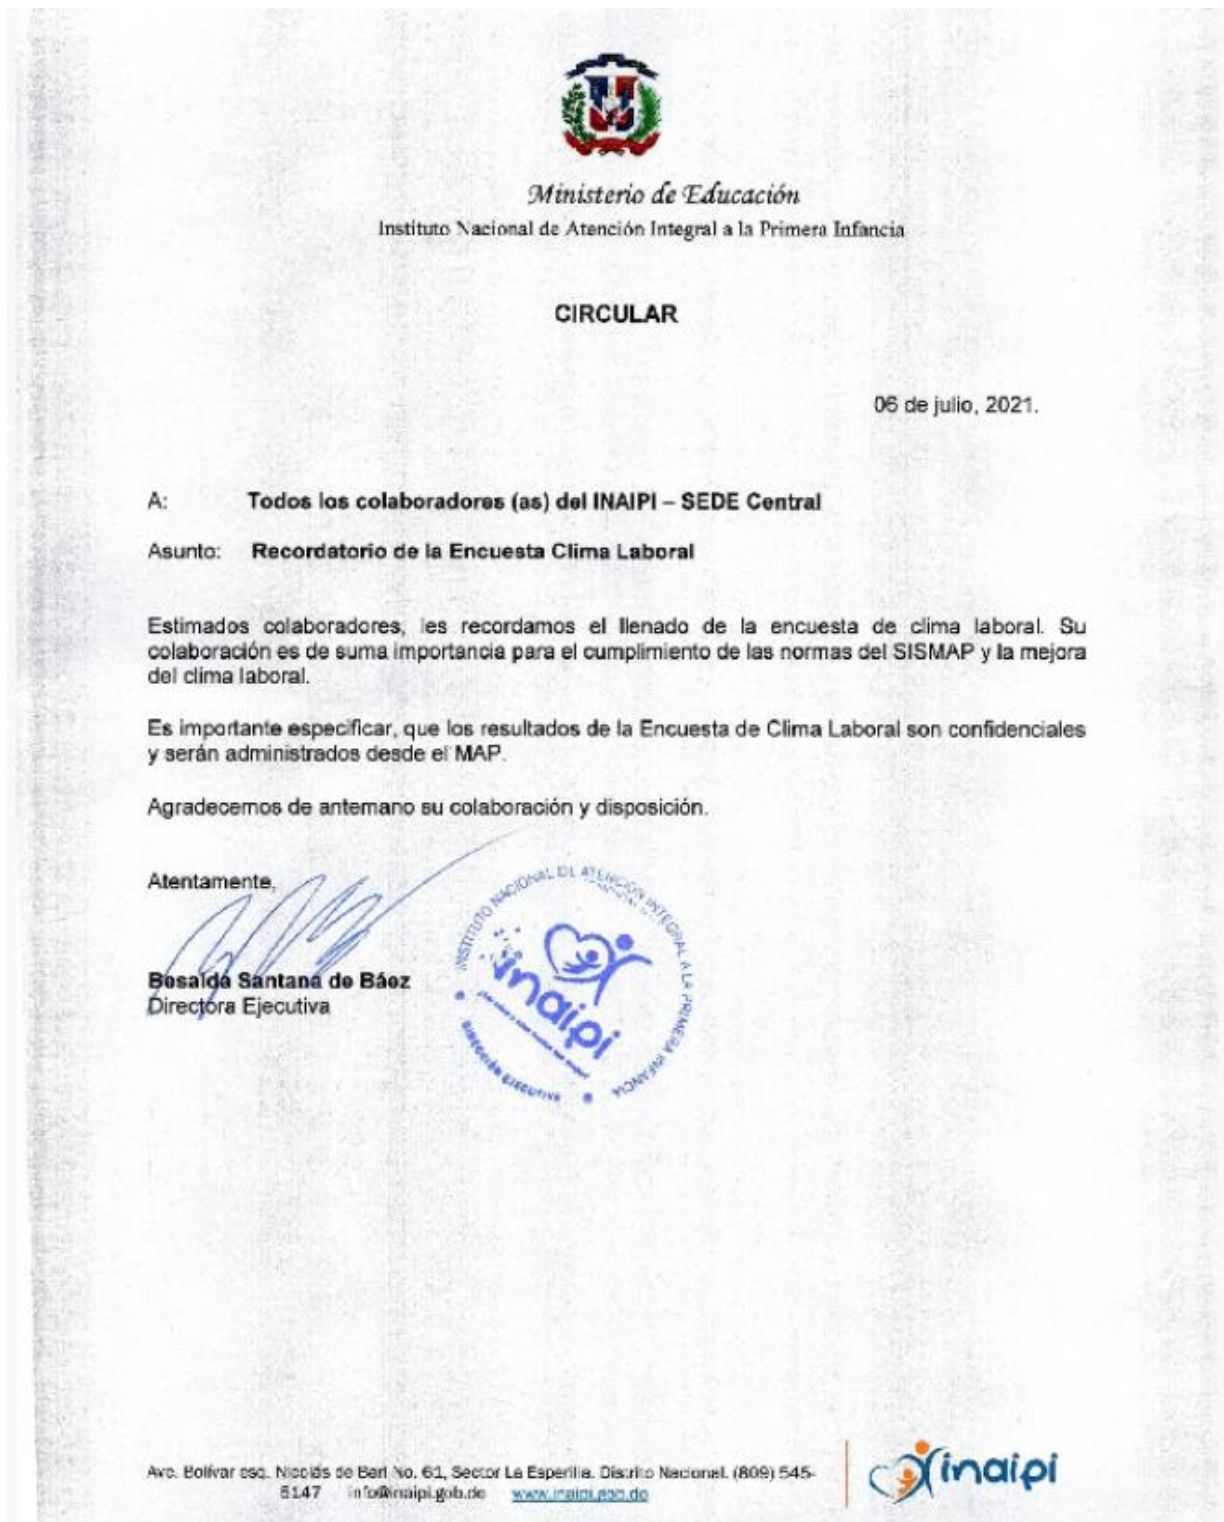 Ministerio de Educación
Instituto Nacional de Atención Integral a la Primera Infancia
CIRCULAR
06 de julio, 2021.
A: Todos los colaboradores (as) del INAIPI – SEDE Central
Asunto: Recordatorio de la Encuesta Clima Laboral
Estimados colaboradores, les recordamos el llenado de la encuesta de clima laboral. Su
colaboración es de suma importancia para el cumplimiento de las normas del SISMAP y la mejora
del clima laboral.
Es importante especificar, que los resultados de la Encuesta de Clima Laboral son confidenciales
y serán administrados desde el MAP.
Agradecemos de antemano su colaboración y disposición.
Atentamente,
Besaida Santana de Báez
Directora Ejecutiva
INSTITUTO NACIONAL DE ATENCIÓN INTEGRAL A LA PRIMERA INFANCIA
inaipi
DIRECCIÓN EJECUTIVA
Ave. Bolívar esq. Nicolás de Bari No. 61, Sector La Esperilla. Distrito Nacional. (809) 545-
5147 info@inaipi.gob.do www.inaipi.gob.do
inaipi